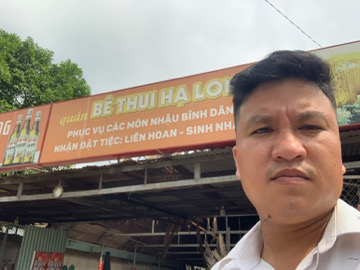 quán BÊ THUI HẠ LON
PHỤC VỤ CÁC MÓN NHẬU BÌNH DÂN
NHẬN ĐẶT TIỆC: LIÊN HOAN - SINH NHẬ